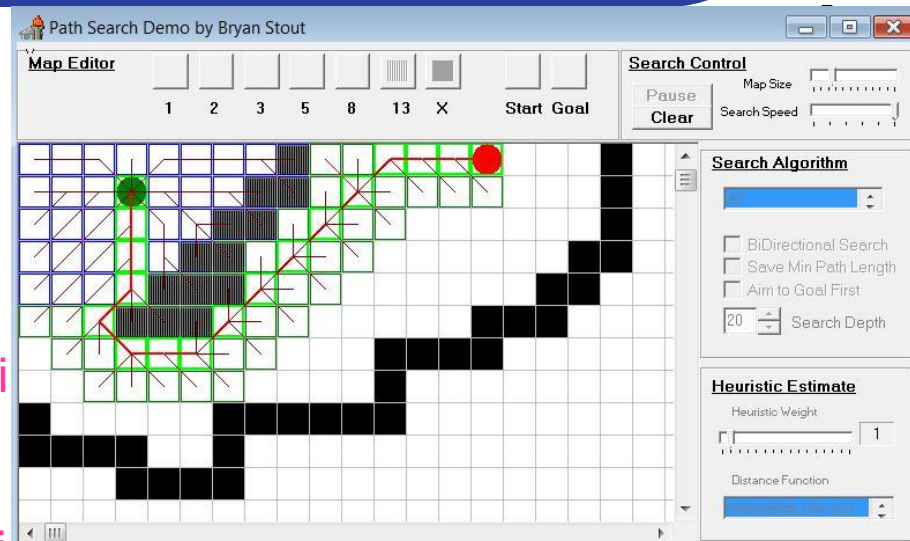 Path Search Demo by Bryan Stout
Map Editor
1 2 3 5 8 13 X Start Goal
Search Control
Map Size
Pause
Search Speed
Clear
Search Algorithm
BiDirectional Search
Save Min Path Length
Aim to Goal First
20 Search Depth
Heuristic Estimate
Heuristic Weight
1
Distance Function
i